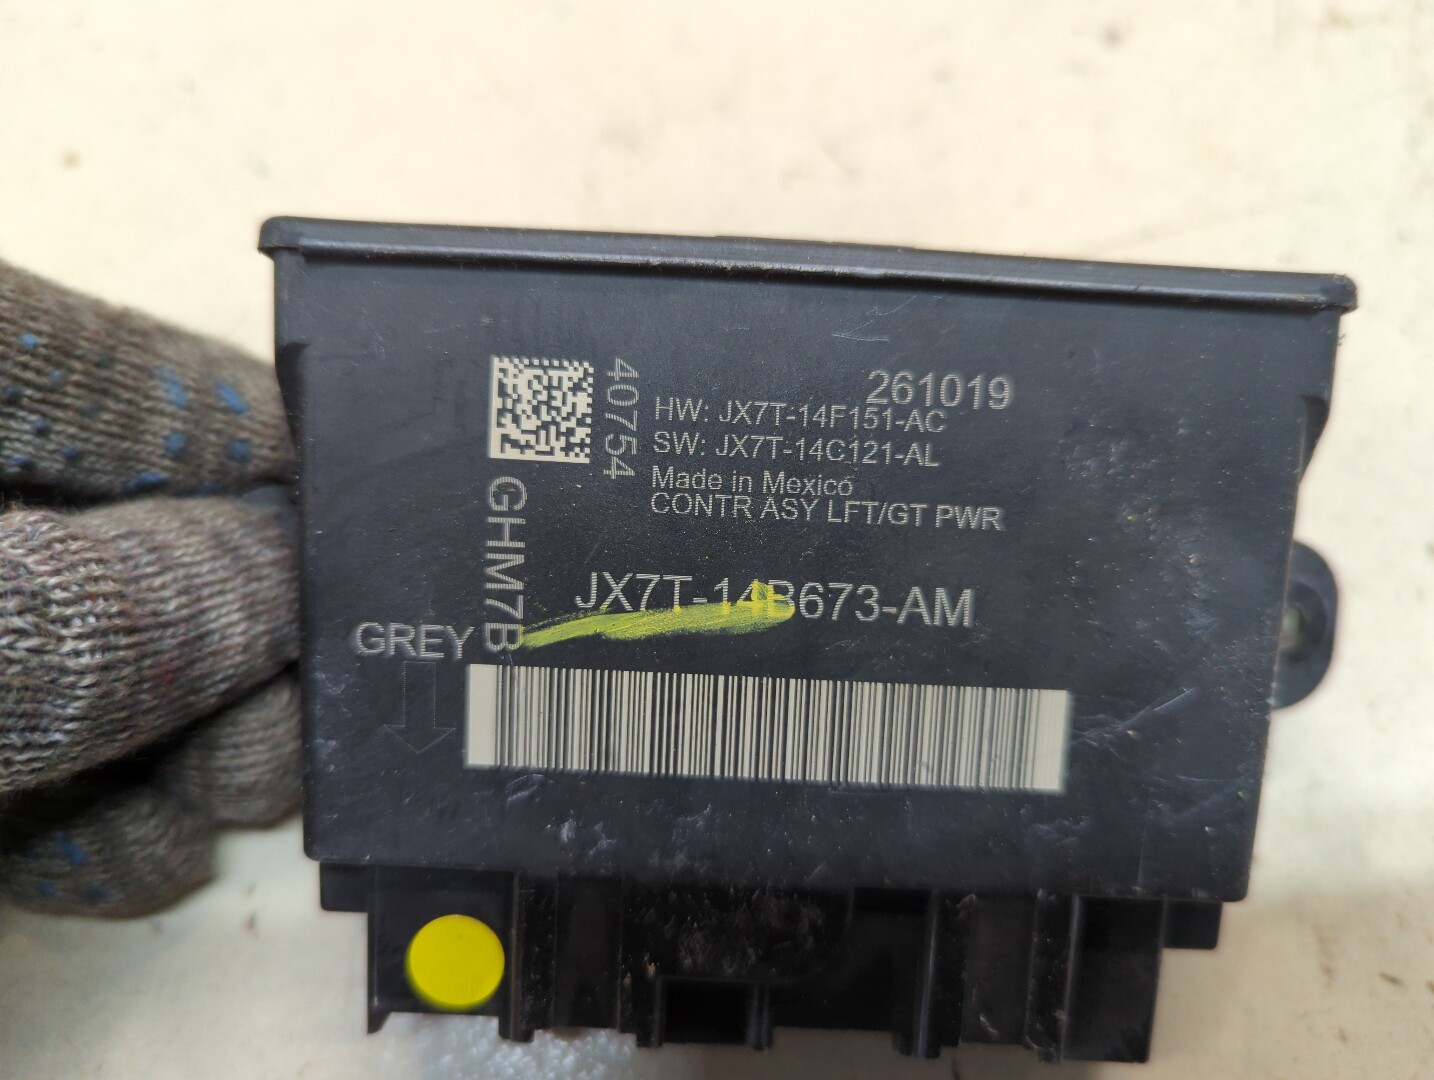 261019
40754
HW: JX7T-14F151-AC
SW: JX7T-14C121-AL
Made in Mexico
CONTR ASY LFT/GT PWR
GHM7B
JX7T-14B673-AM
GREY